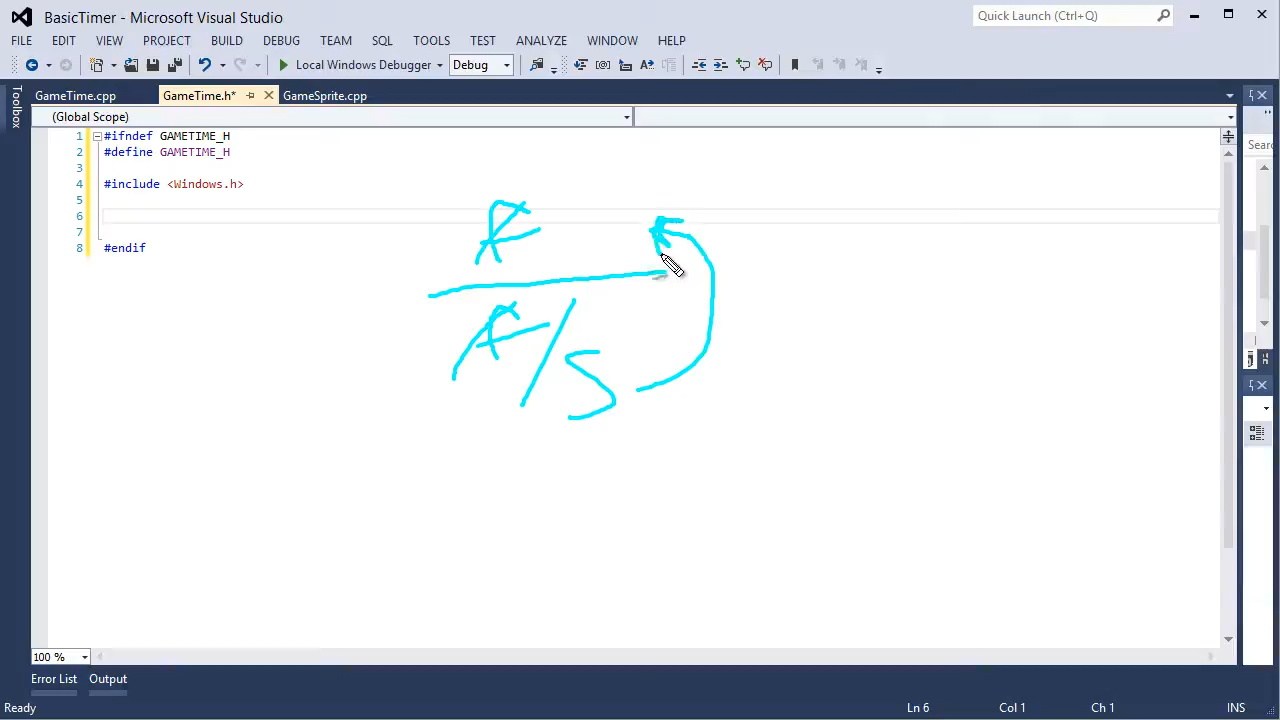 BasicTimer - Microsoft Visual Studio
Quick Launch (Ctrl+Q)
FILE EDIT VIEW PROJECT BUILD DEBUG TEAM SQL TOOLS TEST ANALYZE WINDOW HELP
Local Windows Debugger Debug
GameTime.cpp GameTime.h* GameSprite.cpp
Toolbox
(Global Scope)
1 #ifndef GAMETIME_H
2 #define GAMETIME_H
3
4 #include <Windows.h>
5
6
7
8 #endif
Sear
/S
100 %
Error List Output
Ready Ln 6 Col 1 Ch 1 INS